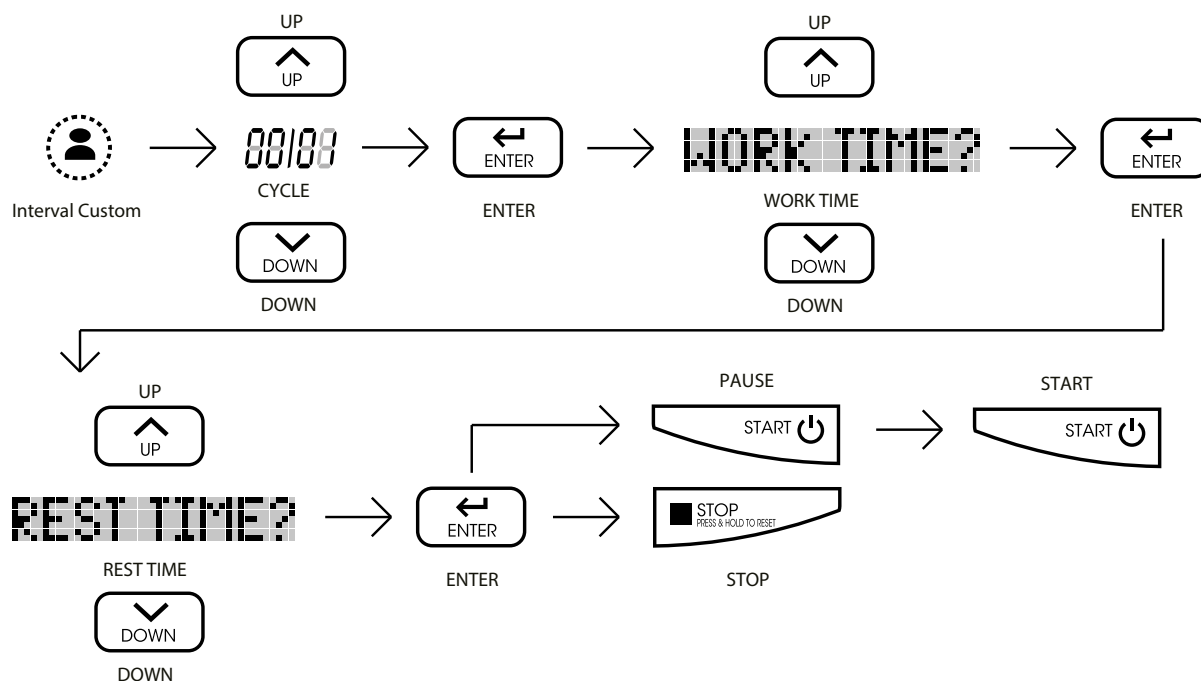 UP
UP
Interval Custom
00/01
CYCLE
DOWN
DOWN
ENTER
ENTER
UP
UP
WORK TIME?
WORK TIME
DOWN
DOWN
ENTER
ENTER
UP
UP
REST TIME?
REST TIME
DOWN
DOWN
ENTER
ENTER
PAUSE
START
START
START
STOP
PRESS & HOLD TO RESET
STOP